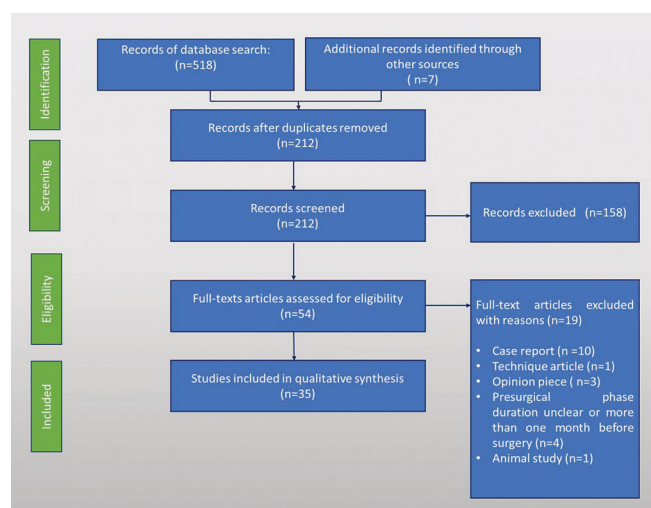 Identification
Records of database search:
(n=518)
Additional records identified through
other sources
( n=7)
Records after duplicates removed
(n=212)
Screening
Records screened
(n=212)
Records excluded (n=158)
Eligibility
Full-texts articles assessed for eligibility
(n=54)
Full-text articles excluded
with reasons (n=19)
• Case report (n =10)
• Technique article (n=1)
• Opinion piece ( n=3)
• Presurgical phase
duration unclear or more
than one month before
surgery (n=4)
• Animal study (n=1)
Included
Studies included in qualitative synthesis
(n=35)